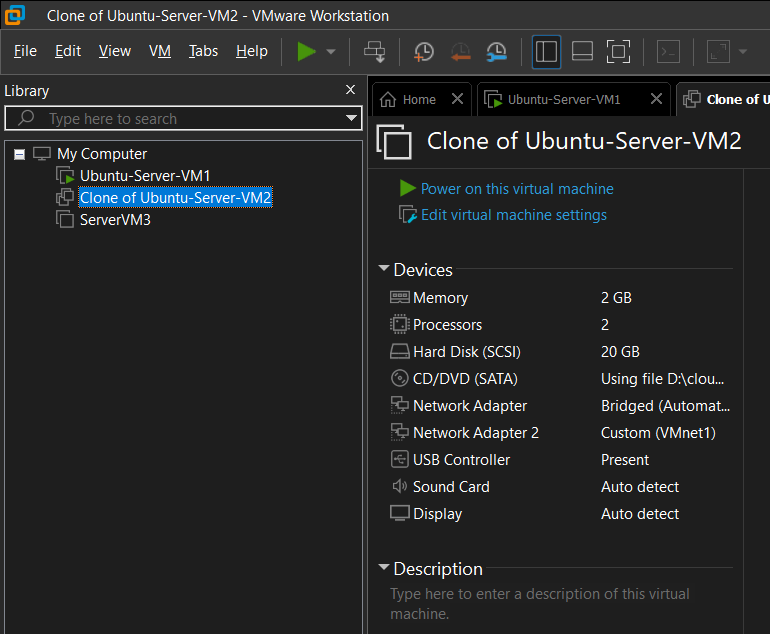 Clone of Ubuntu-Server-VM2 - VMware Workstation
File Edit View VM Tabs Help
Library
Type here to search
My Computer
Ubuntu-Server-VM1
Clone of Ubuntu-Server-VM2
ServerVM3
Home
Ubuntu-Server-VM1
Clone of U
Clone of Ubuntu-Server-VM2
Power on this virtual machine
Edit virtual machine settings
Devices
Memory 2 GB
Processors 2
Hard Disk (SCSI) 20 GB
CD/DVD (SATA) Using file D:\clou...
Network Adapter Bridged (Automat...
Network Adapter 2 Custom (VMnet1)
USB Controller Present
Sound Card Auto detect
Display Auto detect
Description
Type here to enter a description of this virtual
machine.